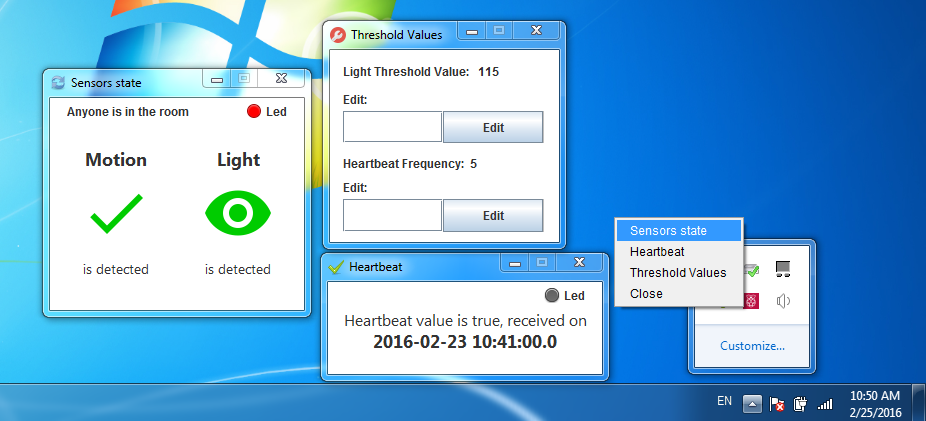 Sensors state
Anyone is in the room
Led
Motion
Light
is detected
is detected
Threshold Values
Light Threshold Value: 115
Edit:
Edit
Heartbeat Frequency: 5
Edit:
Edit
Heartbeat
Led
Heartbeat value is true, received on
2016-02-23 10:41:00.0
Sensors state
Heartbeat
Threshold Values
Close
Customize...
EN
10:50 AM
2/25/2016